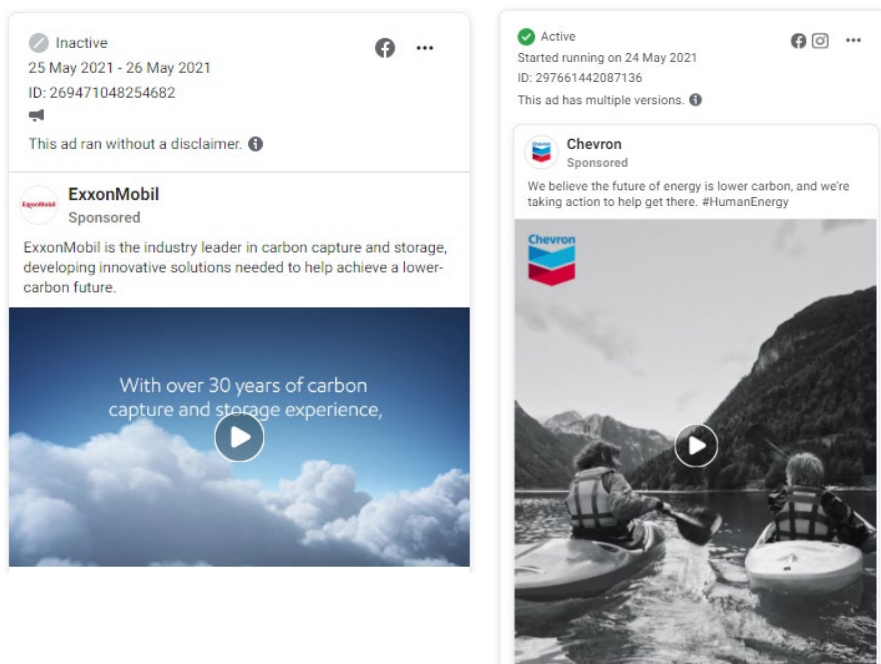 Inactive
25 May 2021 - 26 May 2021
ID: 269471048254682
This ad ran without a disclaimer.
ExxonMobil
ExxonMobil
Sponsored
ExxonMobil is the industry leader in carbon capture and storage,
developing innovative solutions needed to help achieve a lower-
carbon future.
With over 30 years of carbon
capture and storage experience,
Active
Started running on 24 May 2021
ID: 297661442087136
This ad has multiple versions.
Chevron
Sponsored
We believe the future of energy is lower carbon, and we're
taking action to help get there. #HumanEnergy
Chevron